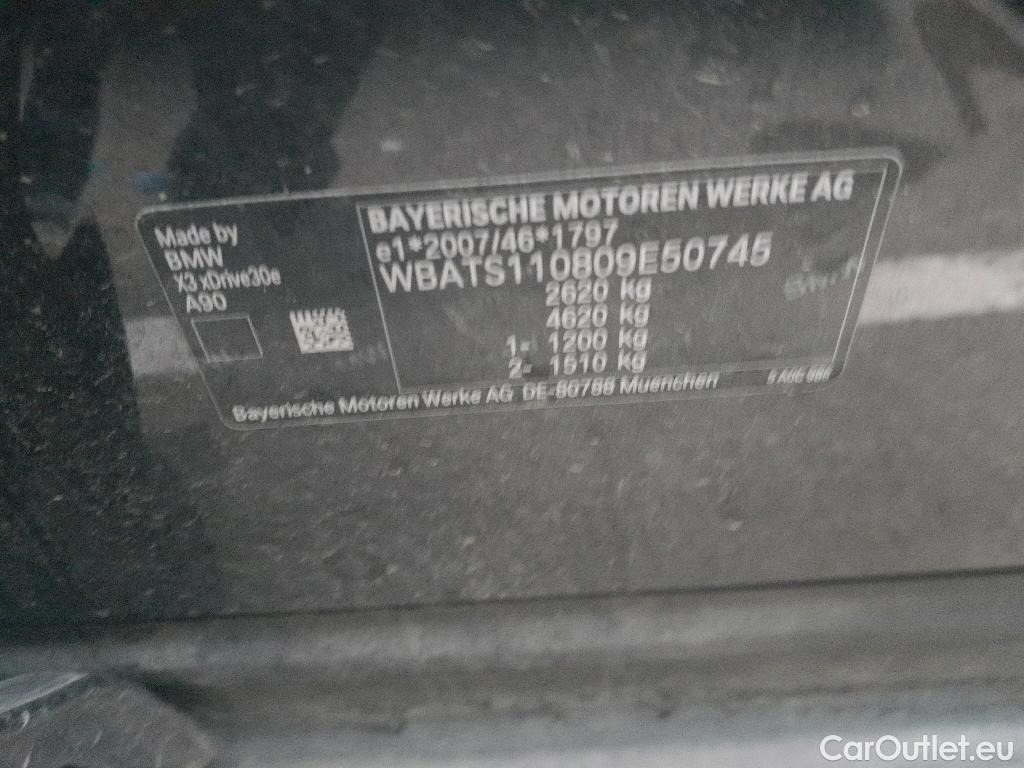 BAYERISCHE MOTOREN WERKE AG
e1*2007/46*1797
WBATS110809E50745
2620 kg
4620 kg
1- 1200 kg
2- 1510 kg
Made by
BMW
X3 xDrive30e
A90
Bayerische Motoren Werke AG DE-80788 Muenchen
CarOutlet.eu